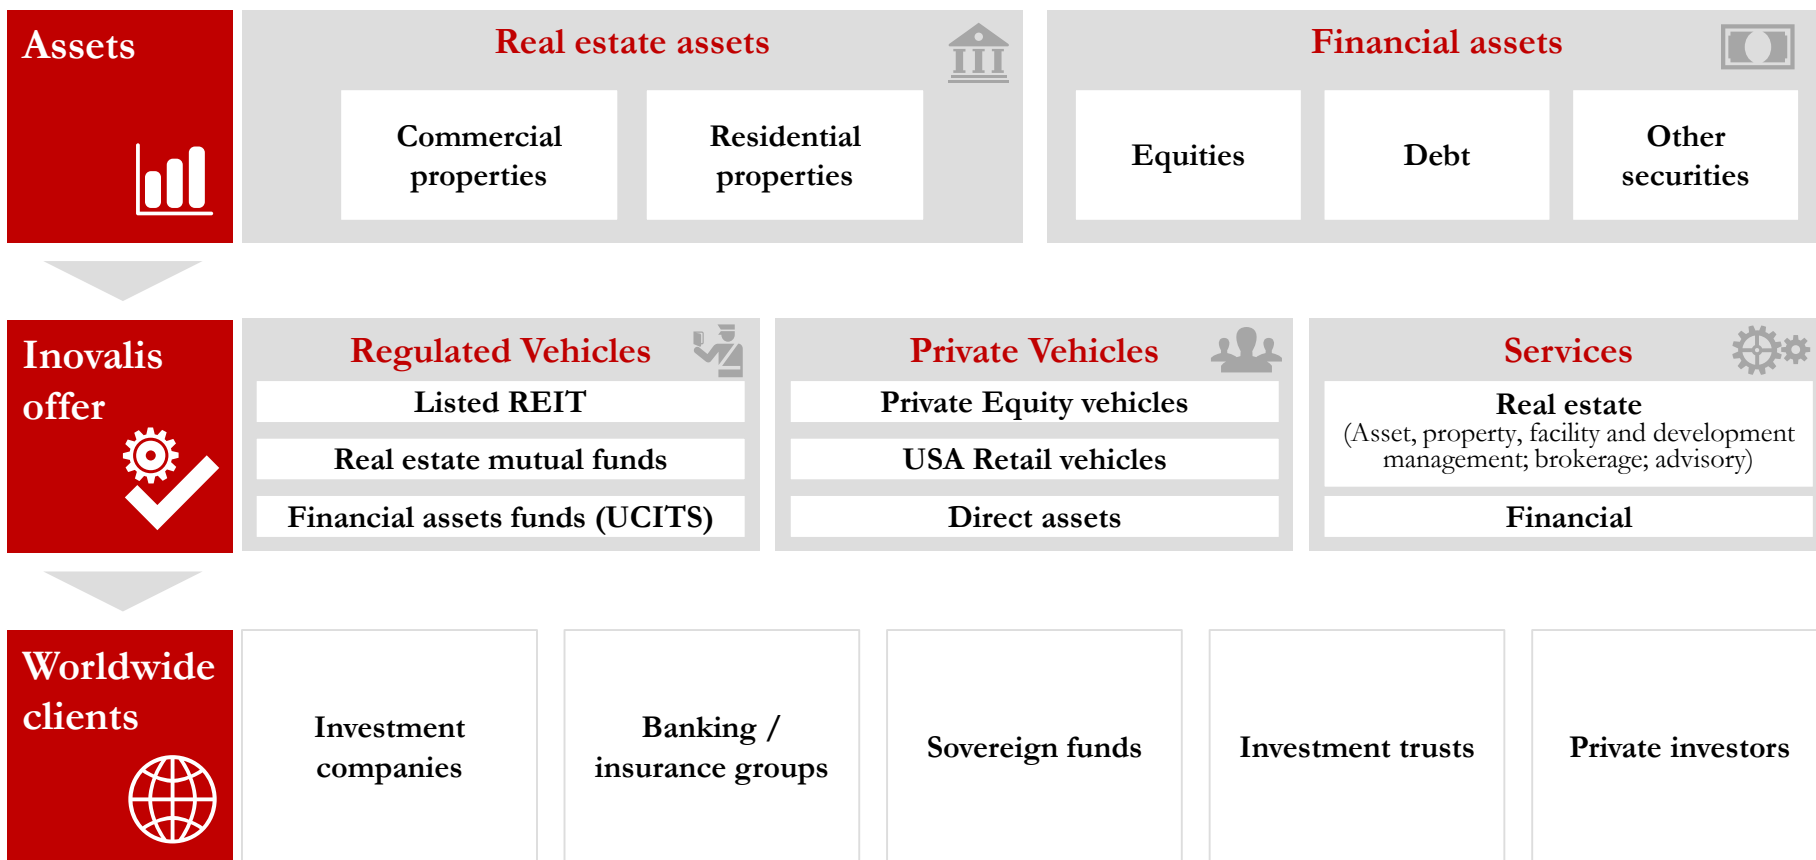 Assets
Real estate assets
Commercial
properties
Residential
properties
Financial assets
Equities
Debt
Other
securities
Inovalis
offer
Regulated Vehicles
Listed REIT
Real estate mutual funds
Financial assets funds (UCITS)
Private Vehicles
Private Equity vehicles
USA Retail vehicles
Direct assets
Services
Real estate
(Asset, property, facility and development
management; brokerage; advisory)
Financial
Worldwide
clients
Investment
companies
Banking /
insurance groups
Sovereign funds
Investment trusts
Private investors